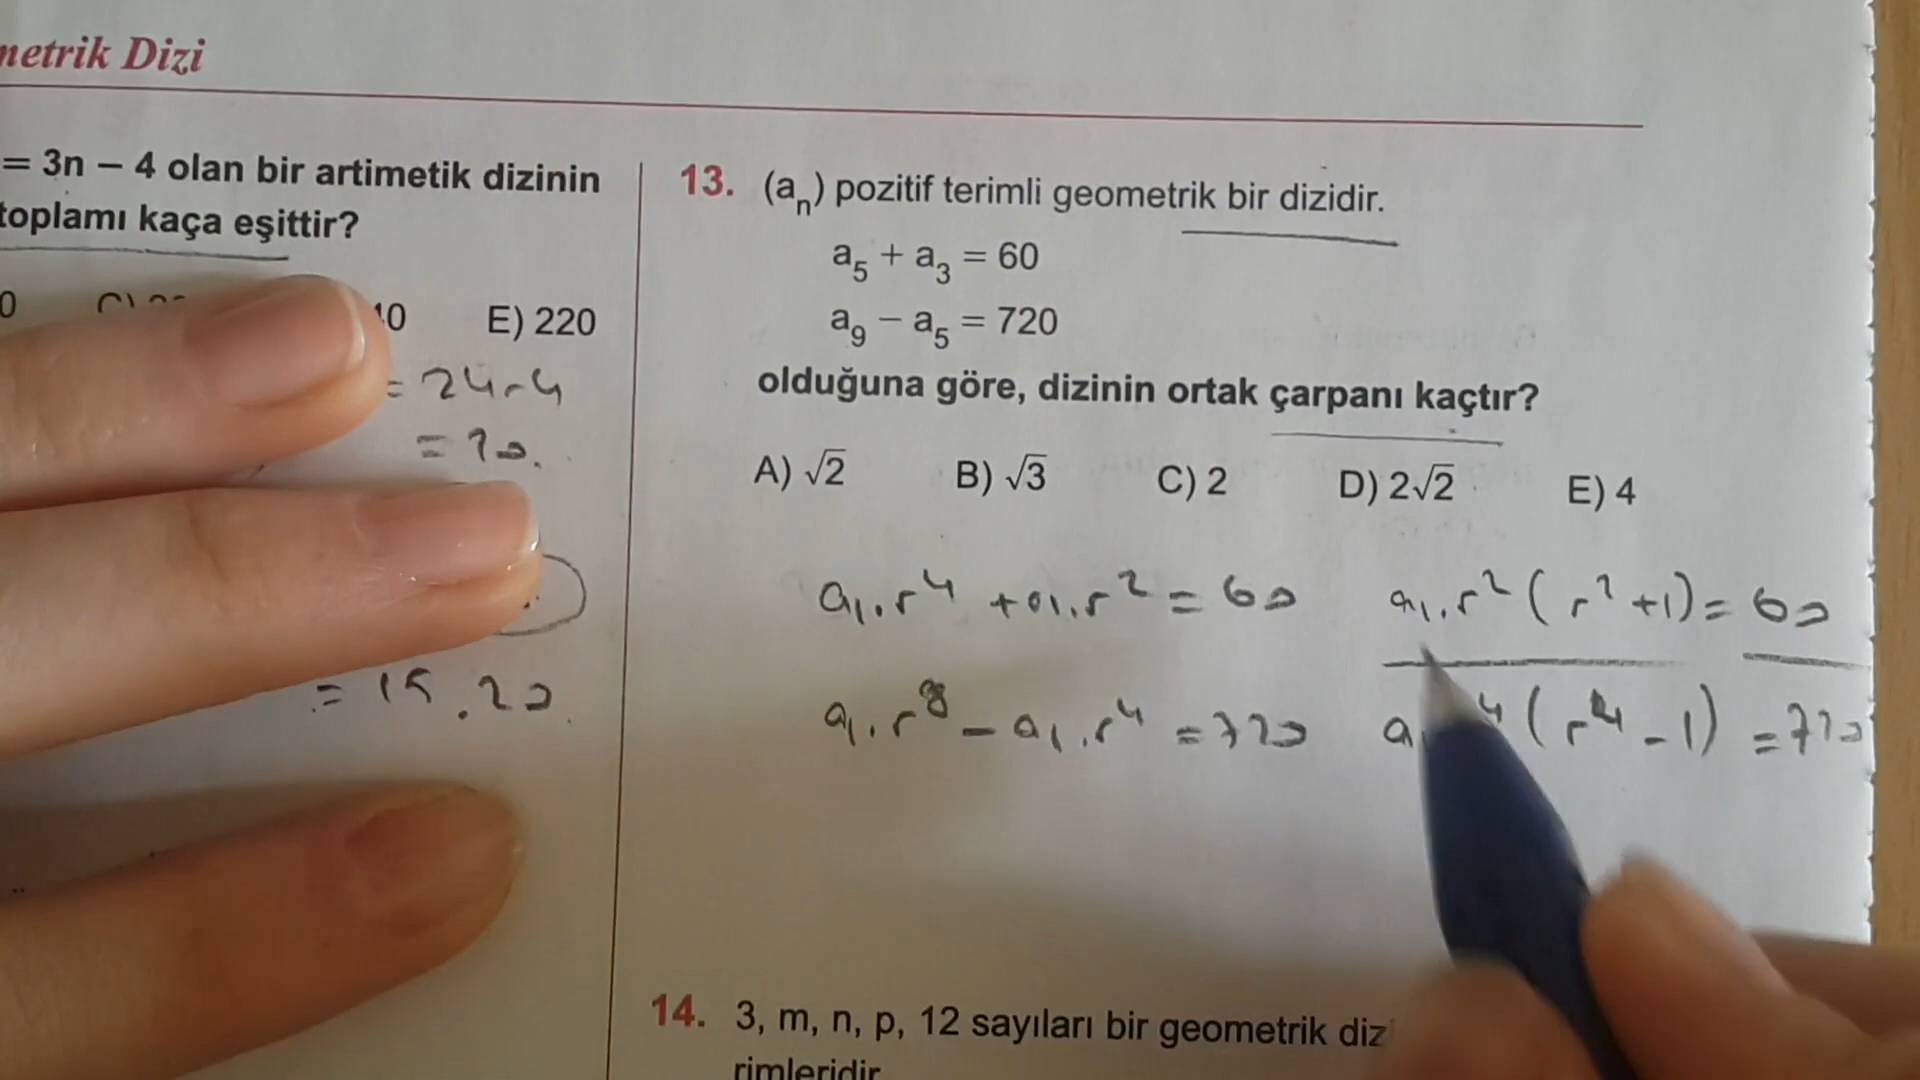 metrik Dizi
= 3n – 4 olan bir artimetik dizinin
toplamı kaça eşittir?
E) 220
= 24-4
= 20.
= 15.20
13. (aₙ) pozitif terimli geometrik bir dizidir.
a₅ + a₃ = 60
a₉ – a₅ = 720
olduğuna göre, dizinin ortak çarpanı kaçtır?
A) √2 B) √3 C) 2 D) 2√2 E) 4
a₁.r⁴ + a₁.r² = 60
a₁.r⁸ – a₁.r⁴ = 720
a₁.r² (r² + 1) = 60
(r⁴ – 1) = 720
14. 3, m, n, p, 12 sayıları bir geometrik diz
rimleridir